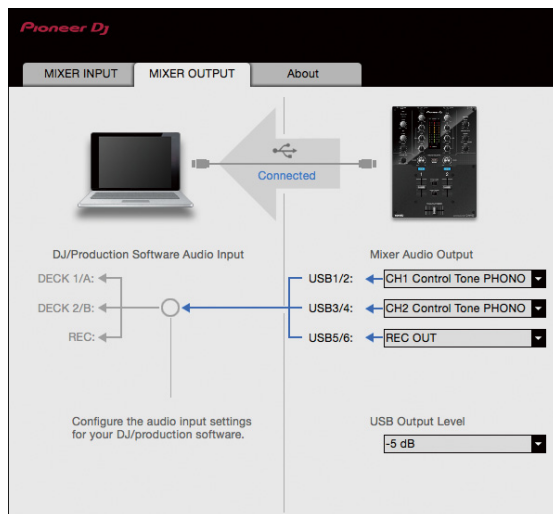 Pioneer Dj
MIXER INPUT
MIXER OUTPUT
About
Connected
DJ/Production Software Audio Input
Mixer Audio Output
DECK 1/A:
DECK 2/B:
REC:
USB1/2:
CH1 Control Tone PHONO
USB3/4:
CH2 Control Tone PHONO
USB5/6:
REC OUT
Configure the audio input settings
for your DJ/production software.
USB Output Level
-5 dB